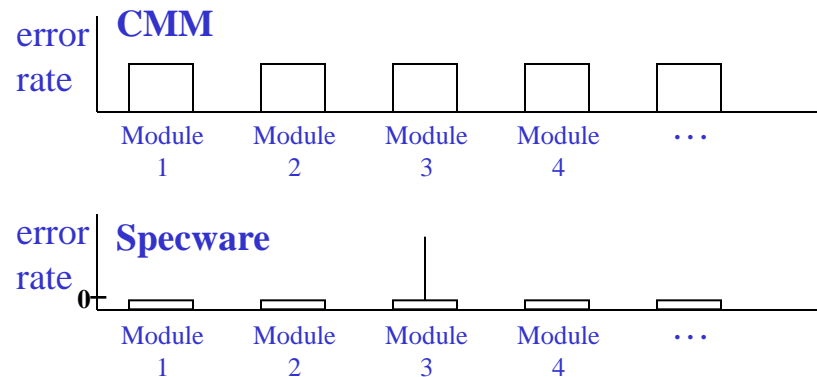 error CMM
rate
Module Module Module Module ...
1 2 3 4
error Specware
rate
0
Module Module Module Module ...
1 2 3 4